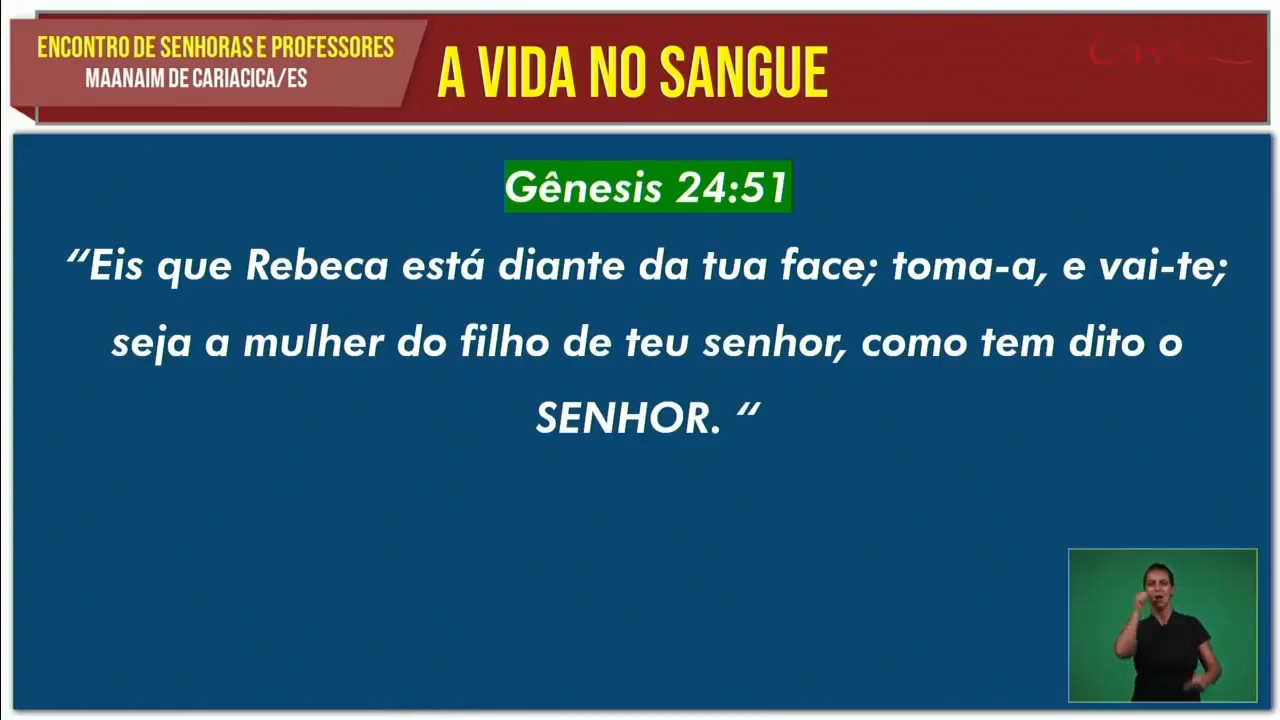 ENCONTRO DE SENHORAS E PROFESSORES
MAANAIM DE CARIACICA/ES
A VIDA NO SANGUE
Gênesis 24:51
“Eis que Rebeca está diante da tua face; toma-a, e vai-te;
seja a mulher do filho de teu senhor, como tem dito o
SENHOR. “